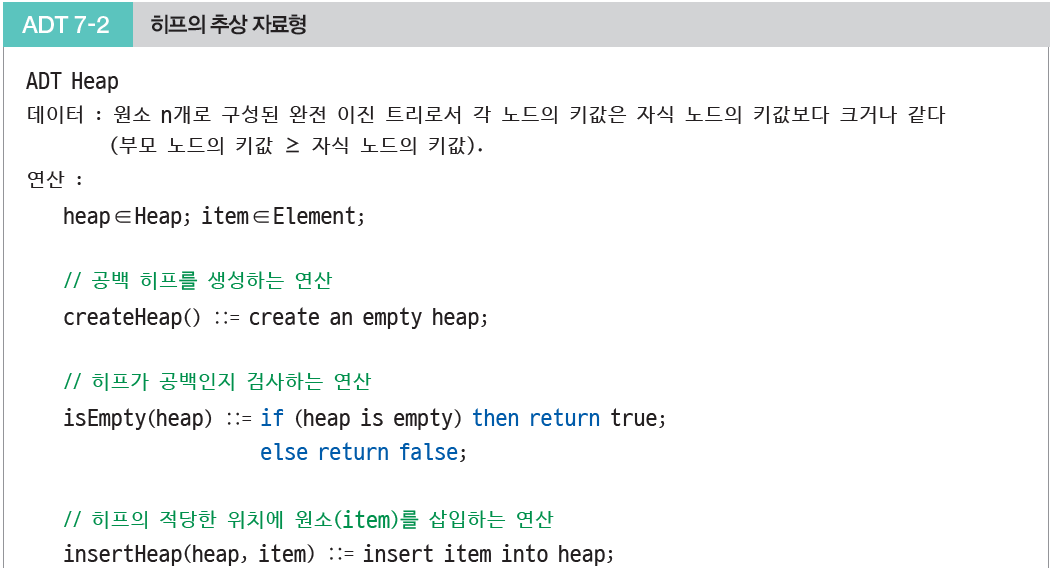 ADT 7-2 히프의 추상 자료형
ADT Heap
데이터 : 원소 n개로 구성된 완전 이진 트리로서 각 노드의 키값은 자식 노드의 키값보다 크거나 같다
(부모 노드의 키값 ≥ 자식 노드의 키값).
연산 :
heap∈Heap; item∈Element;
// 공백 히프를 생성하는 연산
createHeap() ::= create an empty heap;
// 히프가 공백인지 검사하는 연산
isEmpty(heap) ::= if (heap is empty) then return true;
else return false;
// 히프의 적당한 위치에 원소(item)를 삽입하는 연산
insertHeap(heap, item) ::= insert item into heap;